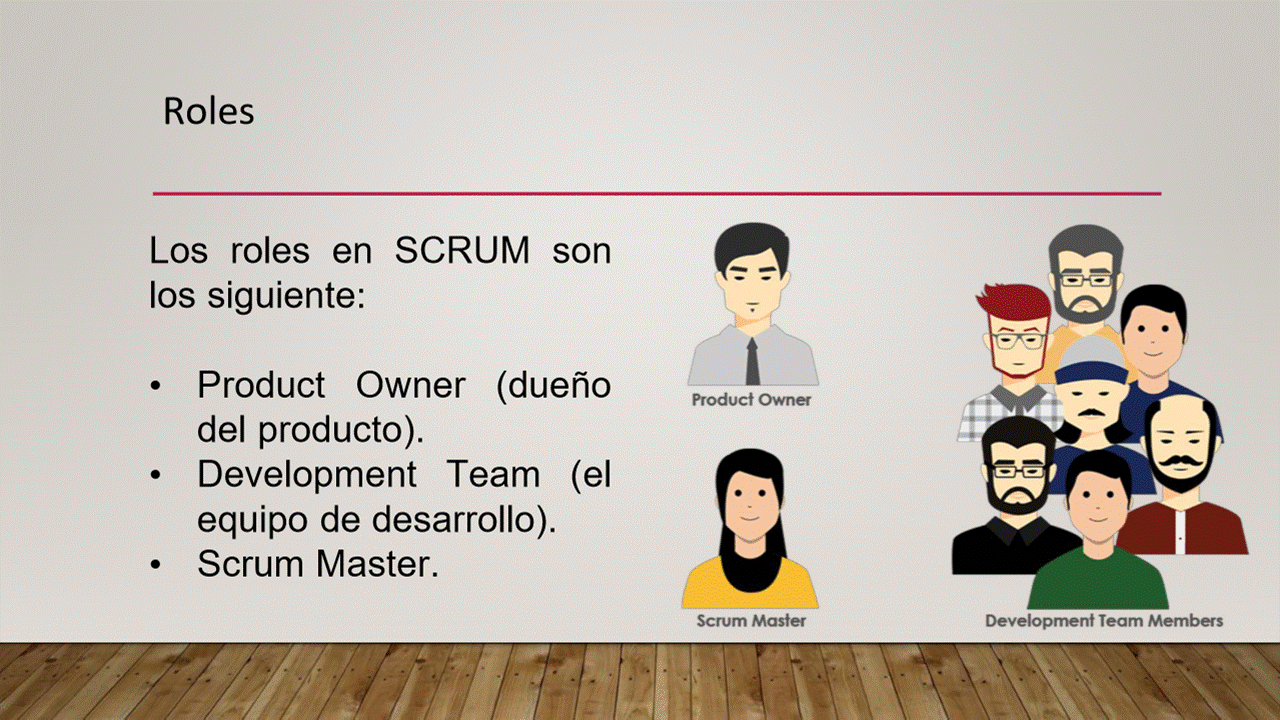 Roles
Los roles en SCRUM son
los siguiente:
• Product Owner (dueño
del producto).
• Development Team (el
equipo de desarrollo).
• Scrum Master.
Product Owner
Scrum Master
Development Team Members